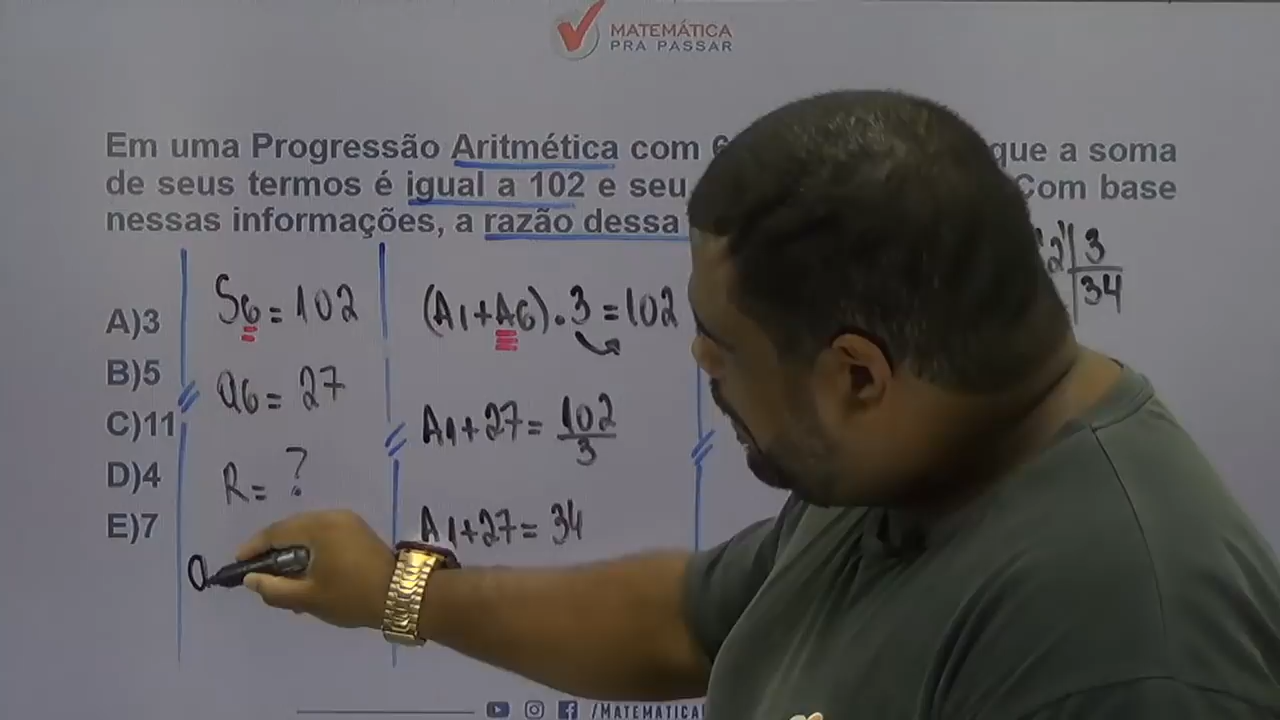 MATEMÁTICA
PRA PASSAR
Em uma Progressão Aritmética com 6 que a soma
de seus termos é igual a 102 e seu Com base
nessas informações, a razão dessa
A)3
B)5
C)11
D)4
E)7
S6 = 102
a6 = 27
R = ?
a
(A1+A6).3=102
A1+27= 102/3
A1+27= 34
3
34
/MATEMATICA